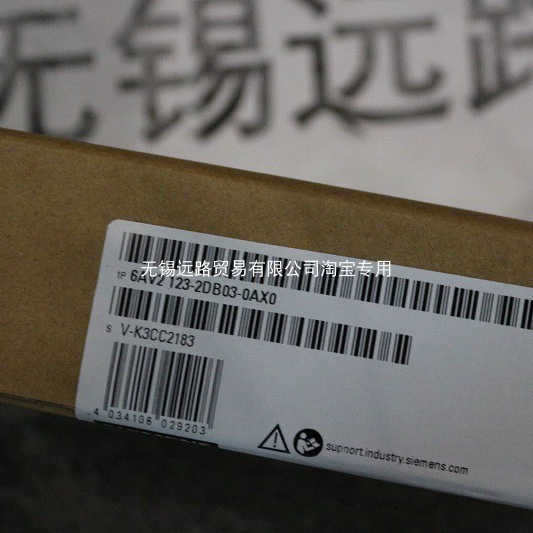 无锡远路
无锡远路贸易有限公司淘宝专用
1P 6AV2 123-2DB03-0AX0
S V-K3CC2183
4 034106 029203
support.industry.siemens.com